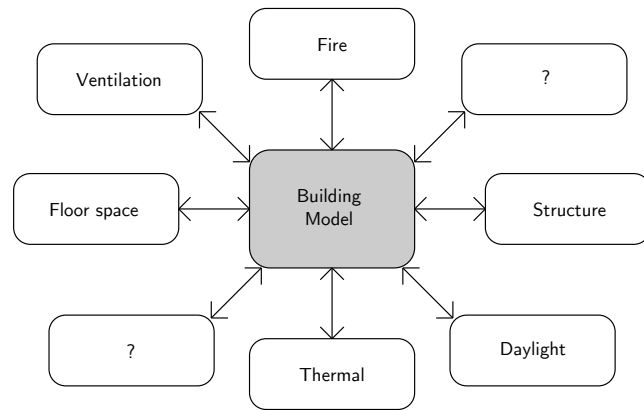 Fire
Ventilation
?
Floor space
Building
Model
Structure
?
Thermal
Daylight